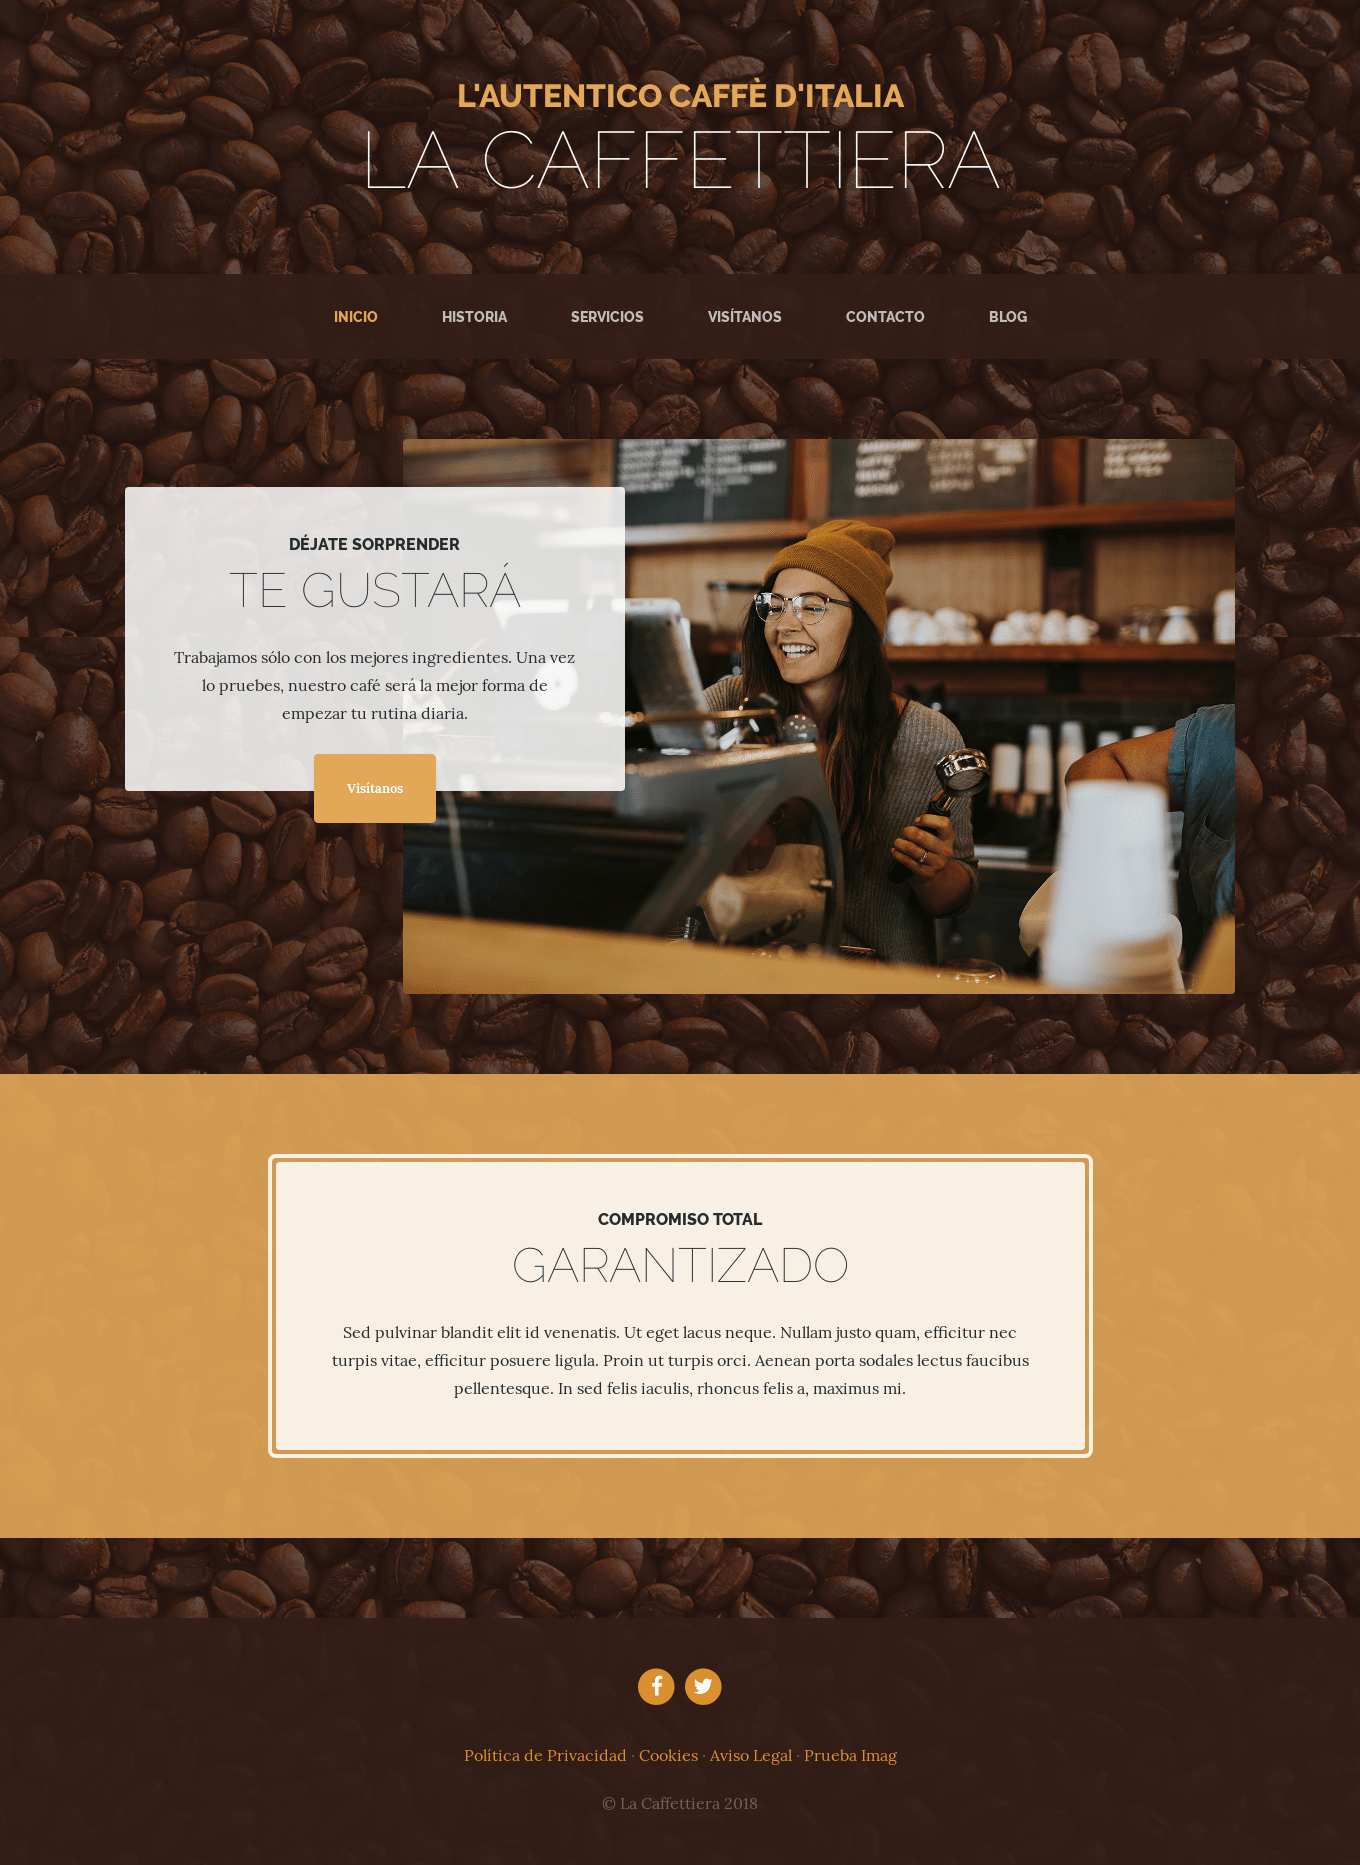 L'AUTENTICO CAFFÈ D'ITALIA
LA CAFFETTIERA
INICIO HISTORIA SERVICIOS VISÍTANOS CONTACTO BLOG
DÉJATE SORPRENDER
TE GUSTARÁ
Trabajamos sólo con los mejores ingredientes. Una vez
lo pruebes, nuestro café será la mejor forma de
empezar tu rutina diaria.
Visítanos
COMPROMISO TOTAL
GARANTIZADO
Sed pulvinar blandit elit id venenatis. Ut eget lacus neque. Nullam justo quam, efficitur nec
turpis vitae, efficitur posuere ligula. Proin ut turpis orci. Aenean porta sodales lectus faucibus
pellentesque. In sed felis iaculis, rhoncus felis a, maximus mi.
Política de Privacidad · Cookies · Aviso Legal · Prueba Imag
© La Caffettiera 2018